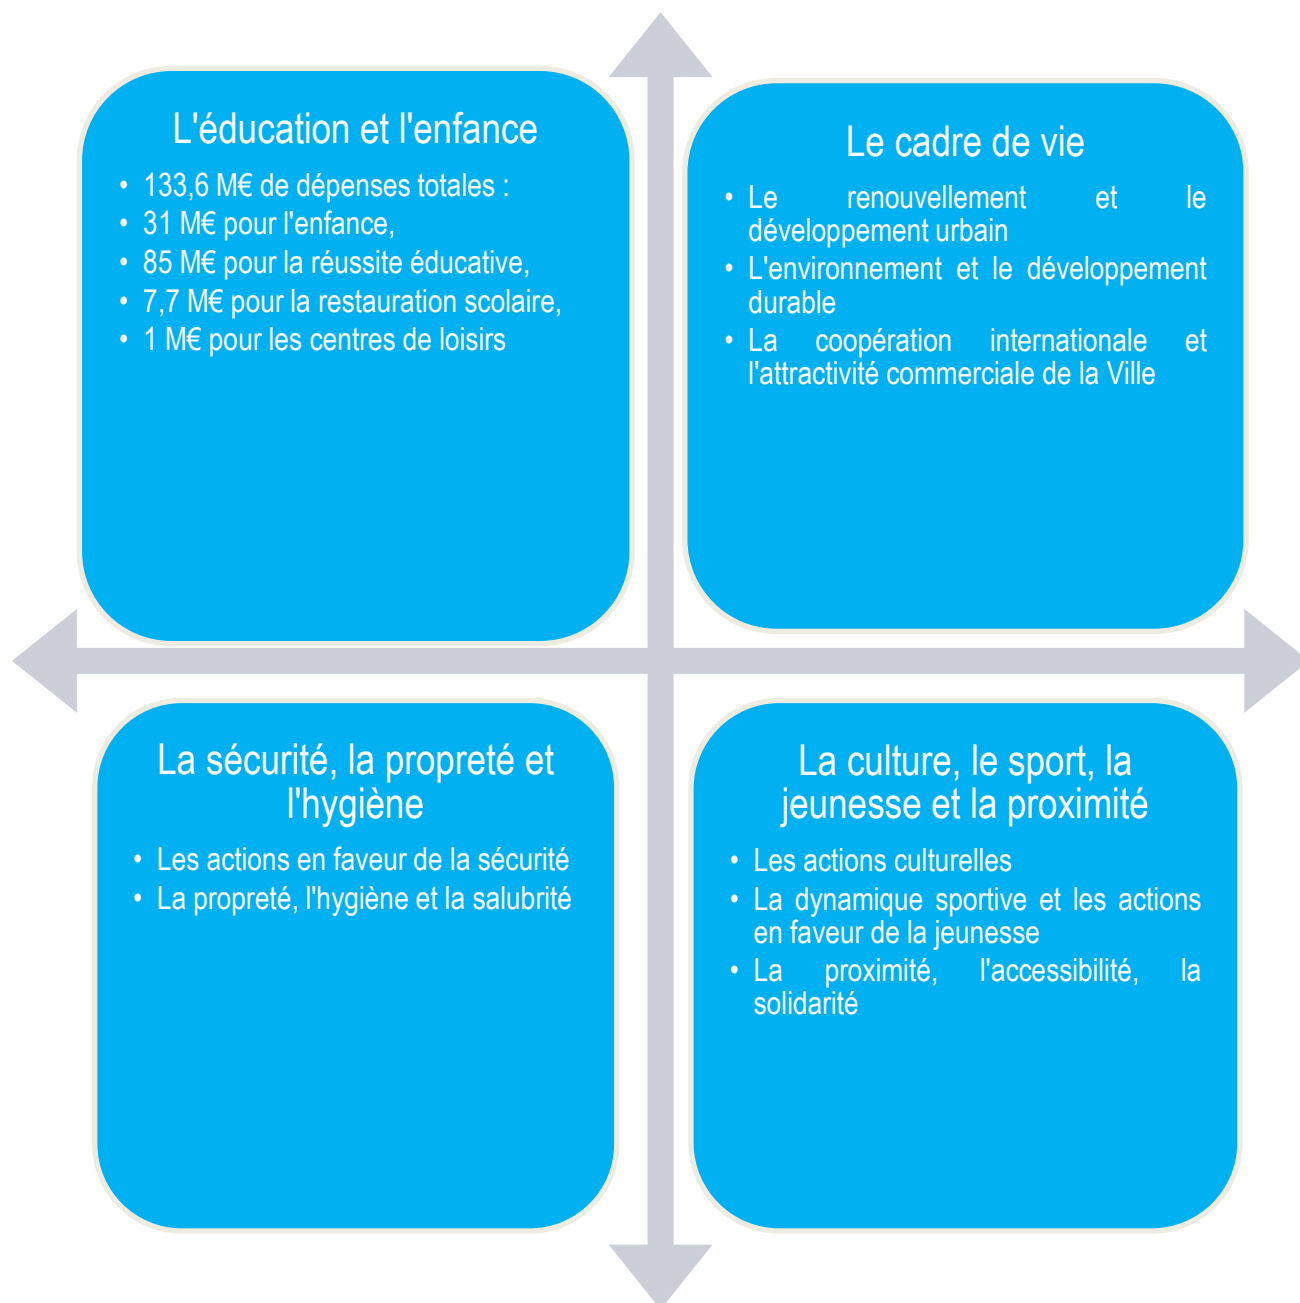 L'éducation et l'enfance
• 133,6 M€ de dépenses totales :
• 31 M€ pour l'enfance,
• 85 M€ pour la réussite éducative,
• 7,7 M€ pour la restauration scolaire,
• 1 M€ pour les centres de loisirs
Le cadre de vie
• Le renouvellement et le
développement urbain
• L'environnement et le développement
durable
• La coopération internationale et
l'attractivité commerciale de la Ville
La sécurité, la propreté et
l'hygiène
• Les actions en faveur de la sécurité
• La propreté, l'hygiène et la salubrité
La culture, le sport, la
jeunesse et la proximité
• Les actions culturelles
• La dynamique sportive et les actions
en faveur de la jeunesse
• La proximité, l'accessibilité, la
solidarité